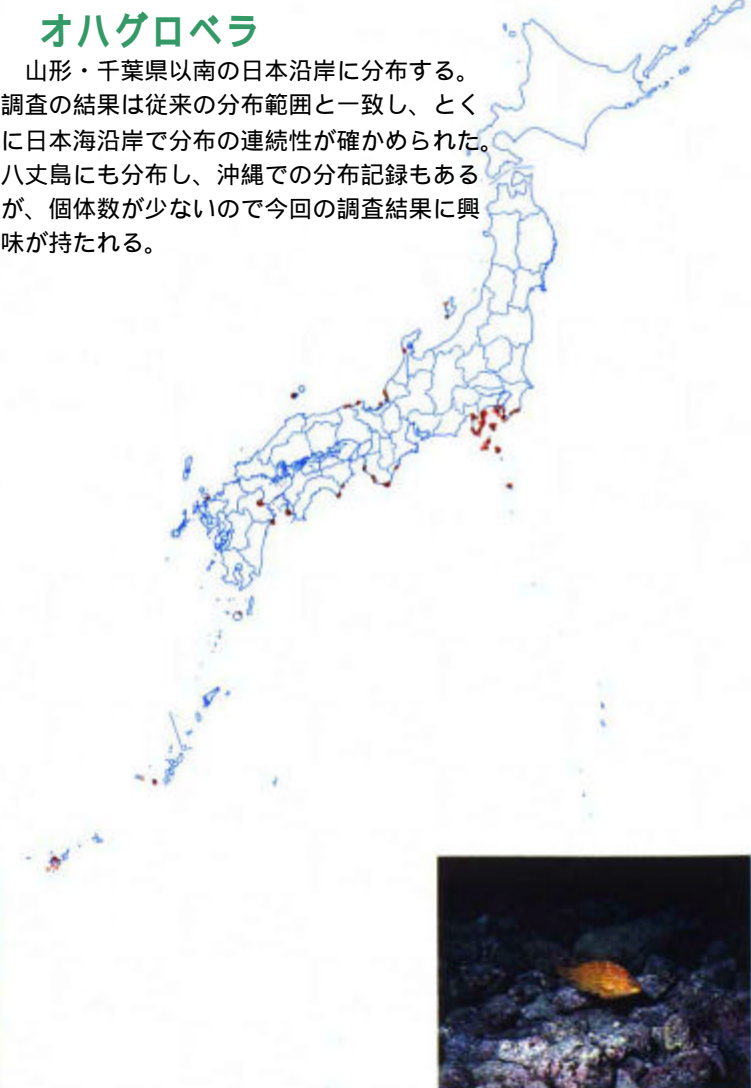 オハグロベラ
山形・千葉県以南の日本沿岸に分布する。
調査の結果は従来の分布範囲と一致し、とく
に日本海沿岸で分布の連続性が確かめられた。
八丈島にも分布し、沖縄での分布記録もある
が、個体数が少ないので今回の調査結果に興
味が持たれる。